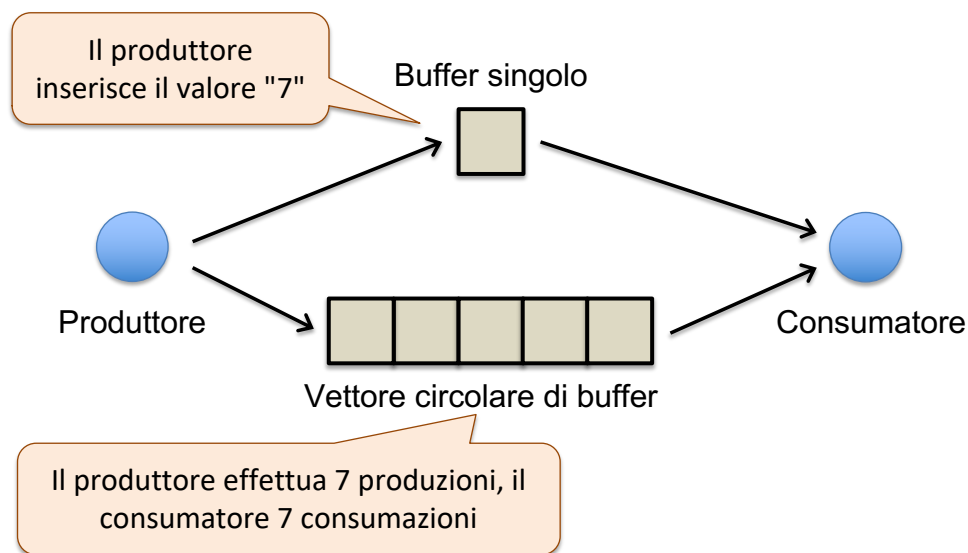 Il produttore
inserisce il valore "7"
Buffer singolo
Produttore
Consumatore
Vettore circolare di buffer
Il produttore effettua 7 produzioni, il
consumatore 7 consumazioni